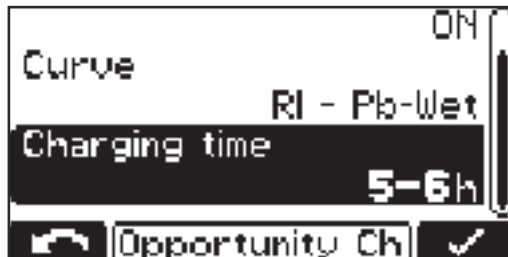 ON
Curve
RI - Pb-Wet
Charging time
5-6h
Opportunity Ch